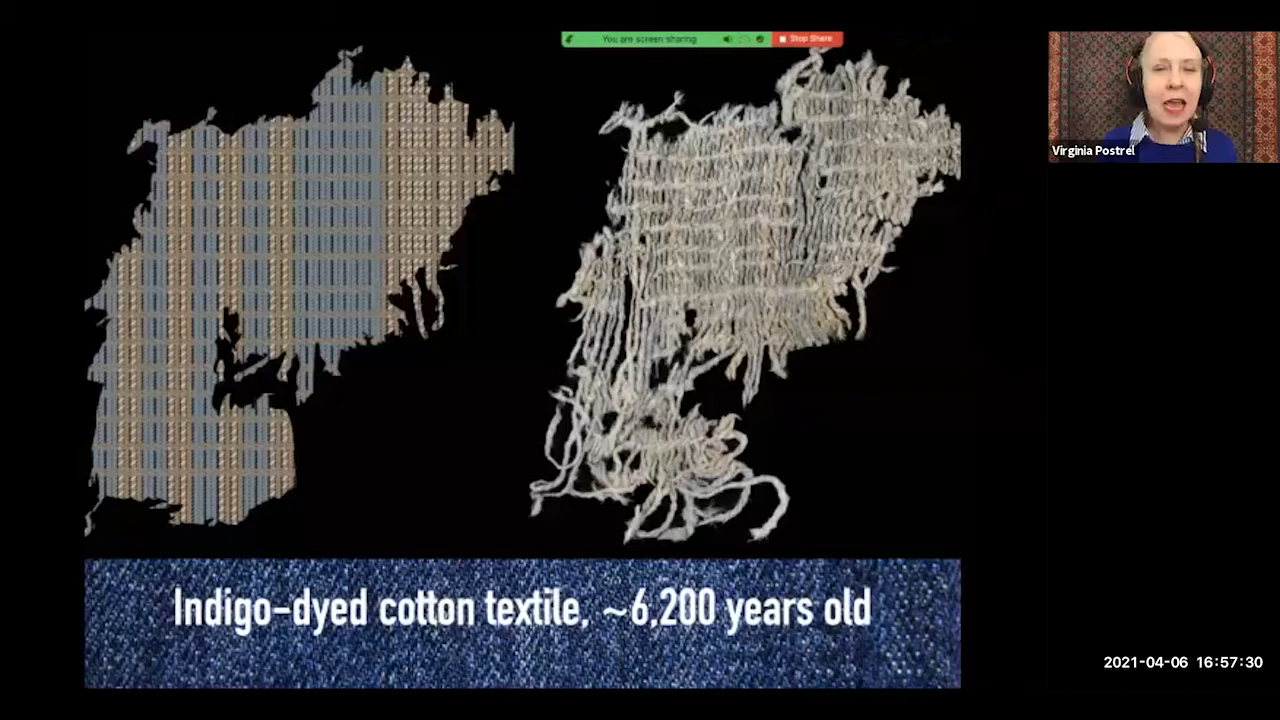 You are screen sharing
Stop Share
Virginia Postrel
Indigo-dyed cotton textile, ~6,200 years old
2021-04-06 16:57:30